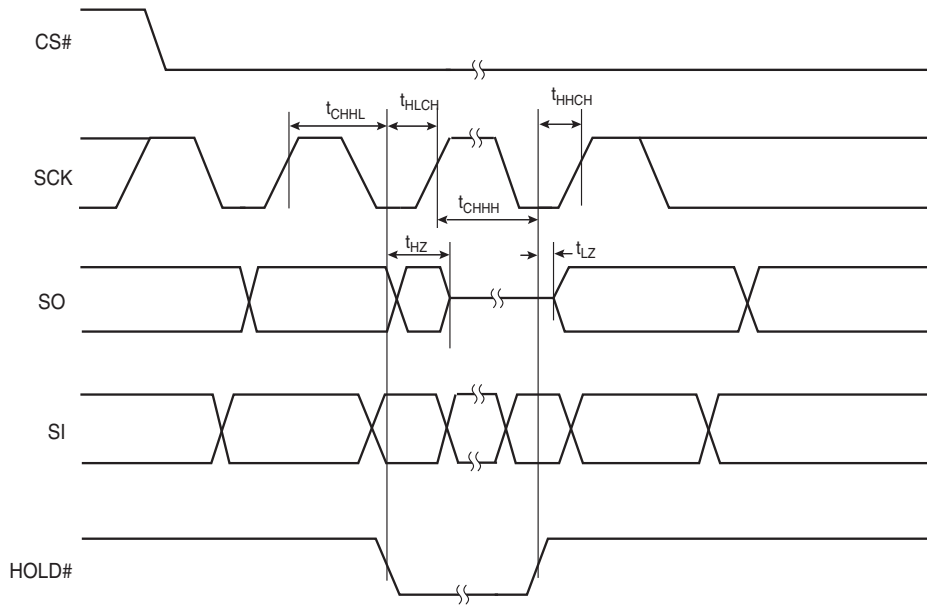 CS#
tCHHL
tHLCH
tHHCH
SCK
tCHHH
tHZ
tLZ
SO
SI
HOLD#